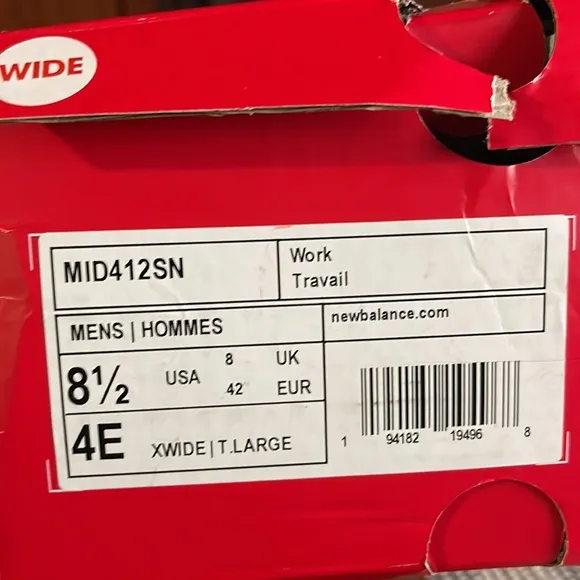 WIDE
MID412SN
Work
Travail
MENS | HOMMES
newbalance.com
8½ USA 8 UK
42 EUR
4E XWIDE | T.LARGE
1 94182 19496 8